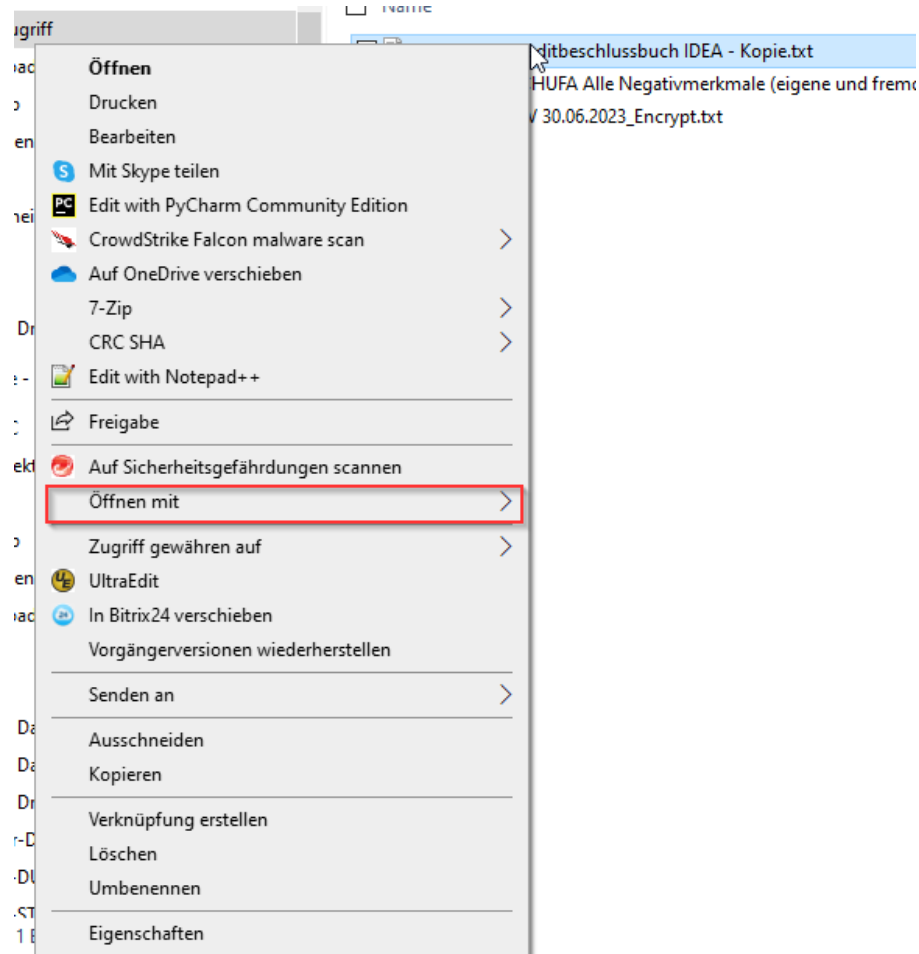 Name
Kopie.txt
ditbeschlussbuch IDEA - Kopie.txt
HUFA Alle Negativmerkmale (eigene und fremd
30.06.2023_Encrypt.txt
Öffnen
Drucken
Bearbeiten
Mit Skype teilen
Edit with PyCharm Community Edition
CrowdStrike Falcon malware scan
Auf OneDrive verschieben
7-Zip
CRC SHA
Edit with Notepad++
Freigabe
Auf Sicherheitsgefährdungen scannen
Öffnen mit
Zugriff gewähren auf
UltraEdit
In Bitrix24 verschieben
Vorgängerversionen wiederherstellen
Senden an
Ausschneiden
Kopieren
Verknüpfung erstellen
Löschen
Umbenennen
Eigenschaften